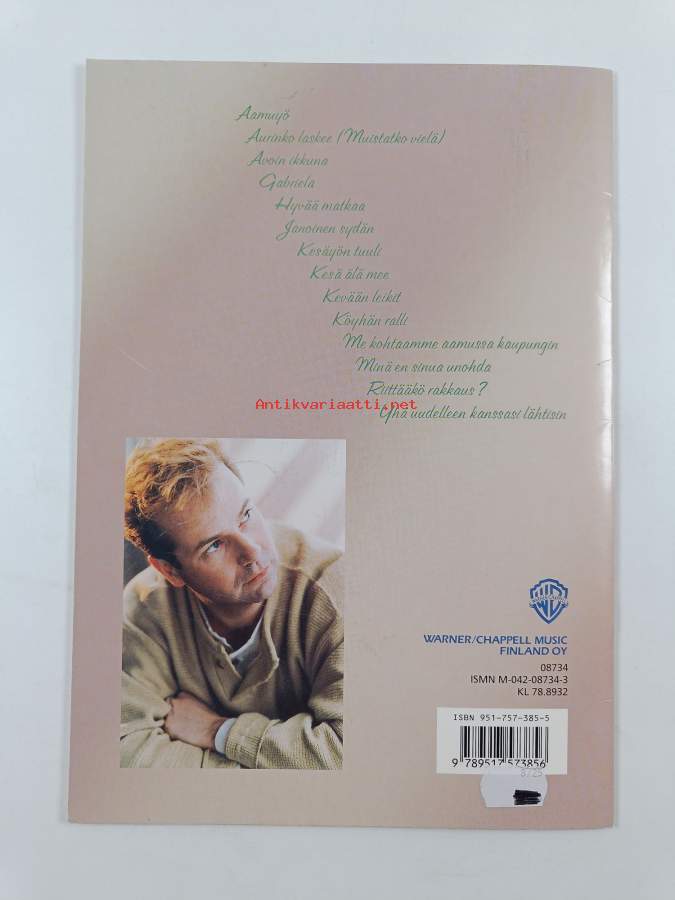 Aamuyö
Aurinko laskee (Muistatko vielä)
Avoin ikkuna
Gabriela
Hyvää matkaa
Janoinen sydän
Kesäyön tuuli
Kesä älä mee
Kevään leikit
Köyhän ralli
Me kohtaamme aamussa kaupungin
Minä en sinua unohda
Riittääkö rakkaus?
Antikvariaatti.net
Yhä uudelleen kanssasi lähtisin
WARNER/CHAPPELL MUSIC
FINLAND OY
08734
ISMN M-042-08734-3
KL 78.8932
ISBN 951-757-385-5
9 789517 573856